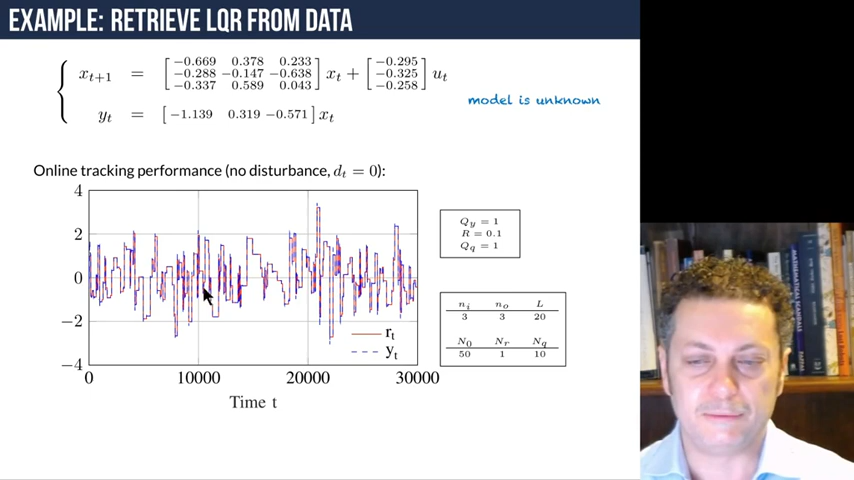 EXAMPLE: RETRIEVE LQR FROM DATA
x_{t+1} = [−0.669 0.378 0.233
−0.288 −0.147 −0.638
−0.337 0.589 0.043] x_t + [−0.295
−0.325
−0.258] u_t
model is unknown
y_t = [−1.139 0.319 −0.571] x_t
Online tracking performance (no disturbance, d_t = 0):
4
2
0
−2
−4
r_t
y_t
0 10000 20000 30000
Time t
Q_y = 1
R = 0.1
Q_q = 1
n_i n_o L
3 3 20
N_0 N_r N_q
50 1 10